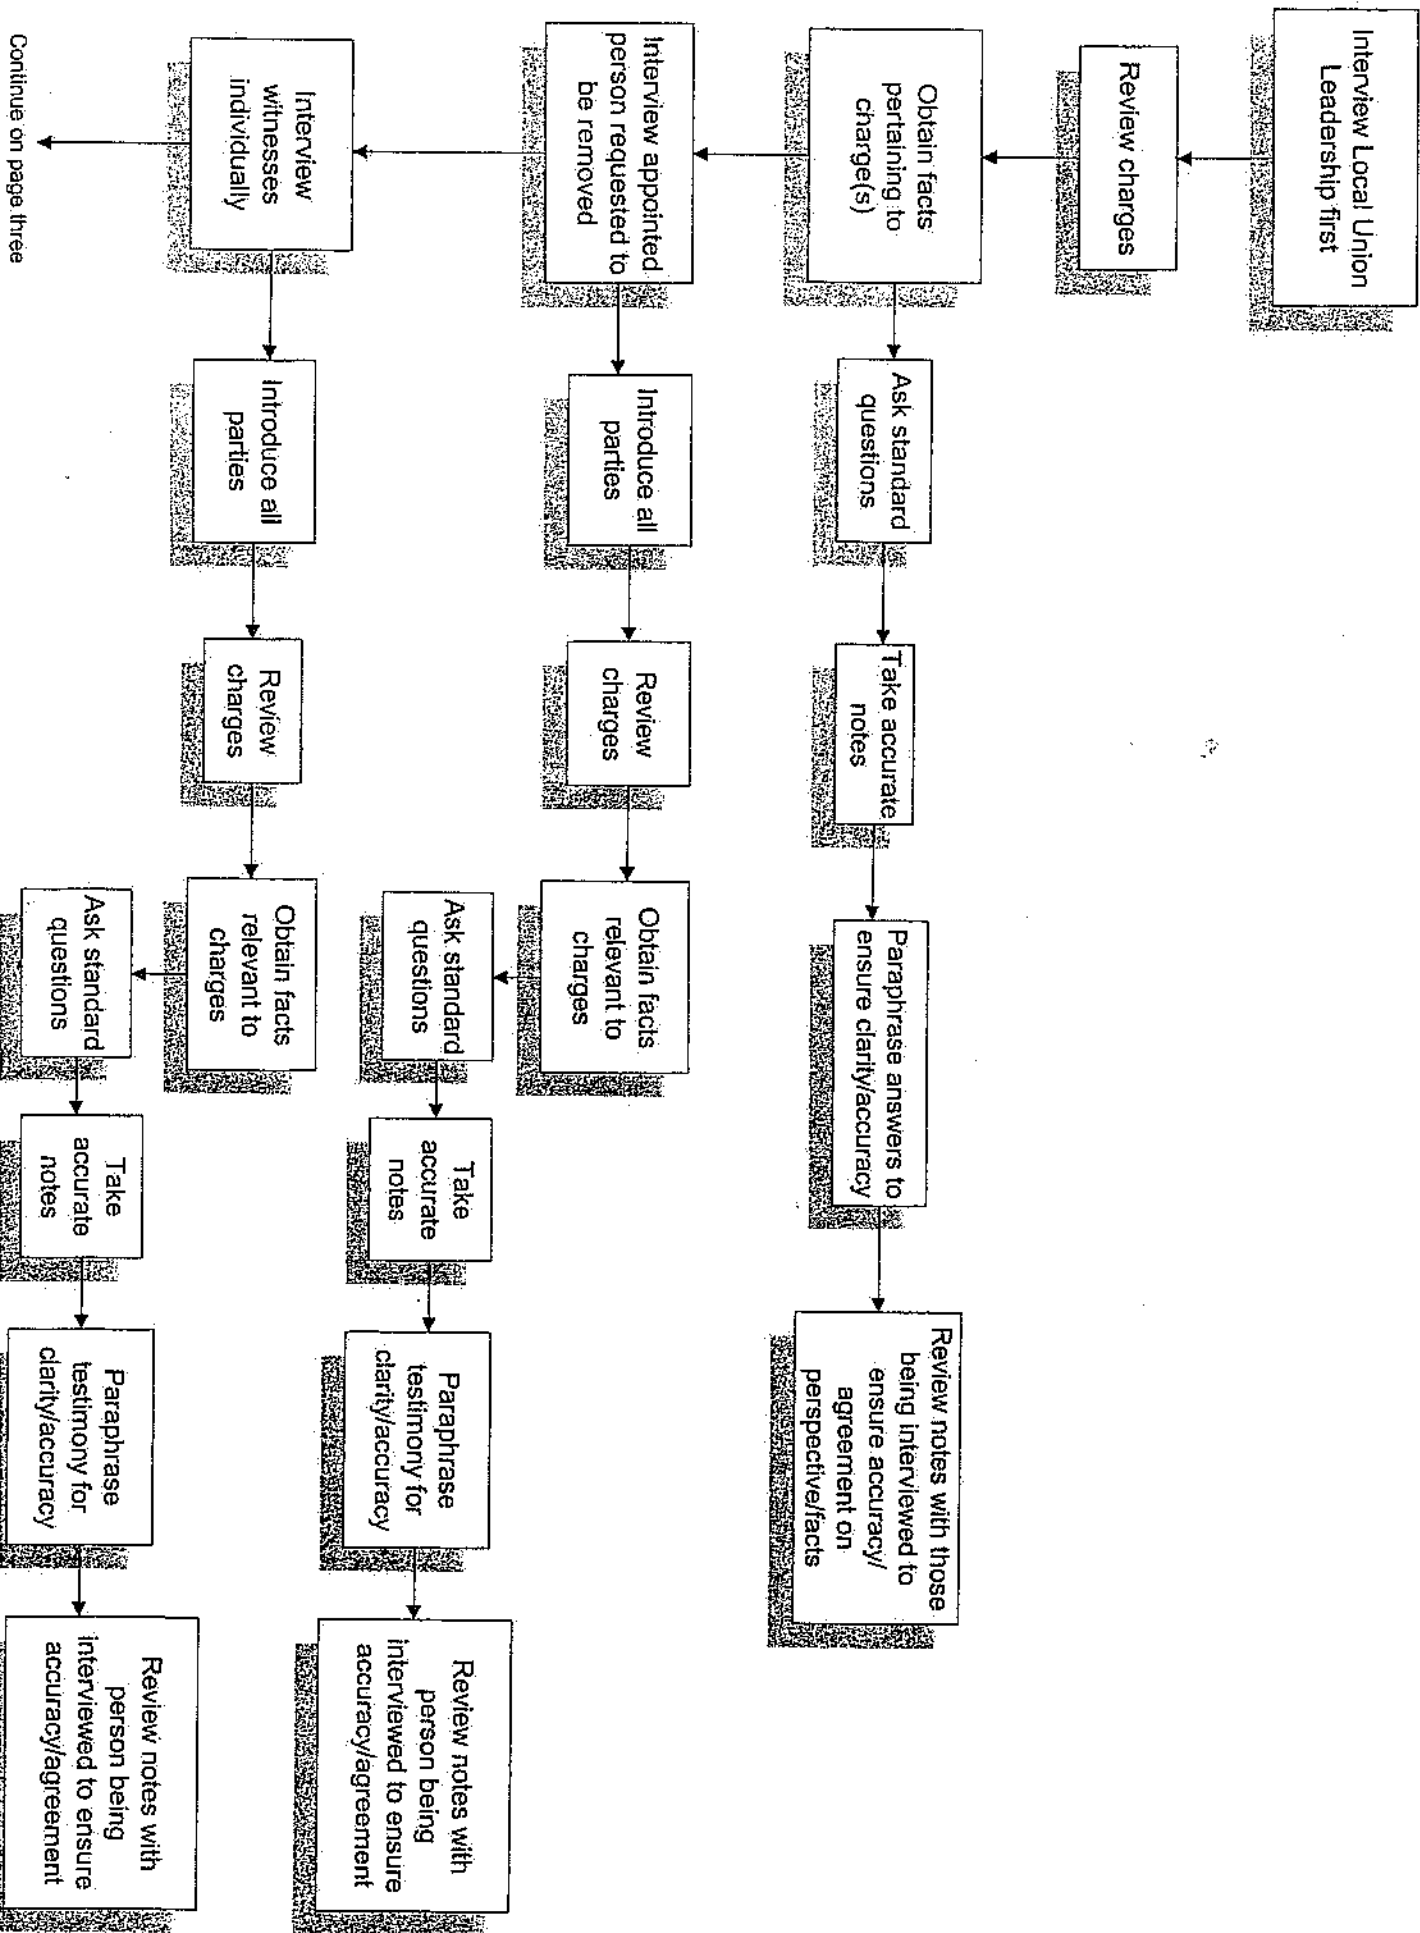 Interview Local Union
Leadership first
Review charges
Obtain facts
pertaining to
charge(s)
Ask standard
questions
Take accurate
notes
Paraphrase answers to
ensure clarity/accuracy
Review notes with those
being interviewed to
ensure accuracy/
agreement on
perspective/facts
Interview appointed
person requested to
be removed
Introduce all
parties
Review
charges
Obtain facts
relevant to
charges
Ask standard
questions
Take
accurate
notes
Paraphrase
testimony for
clarity/accuracy
Review notes with
person being
interviewed to ensure
accuracy/agreement
Interview
witnesses
individually
Introduce all
parties
Review
charges
Obtain facts
relevant to
charges
Ask standard
questions
Take
accurate
notes
Paraphrase
testimony for
clarity/accuracy
Review notes with
person being
interviewed to ensure
accuracy/agreement
Continue on page three